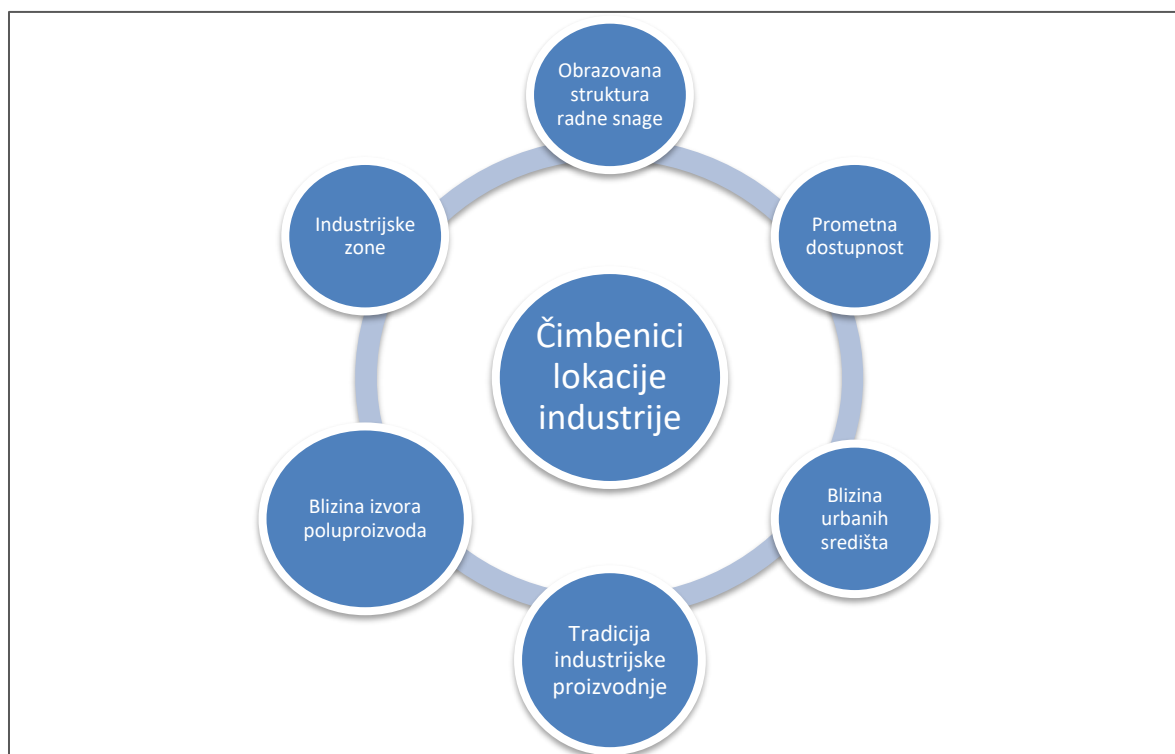 Obrazovana
struktura
radne snage
Industrijske
zone
Prometna
dostupnost
Čimbenici
lokacije
industrije
Blizina izvora
poluproizvoda
Blizina
urbanih
središta
Tradicija
industrijske
proizvodnje